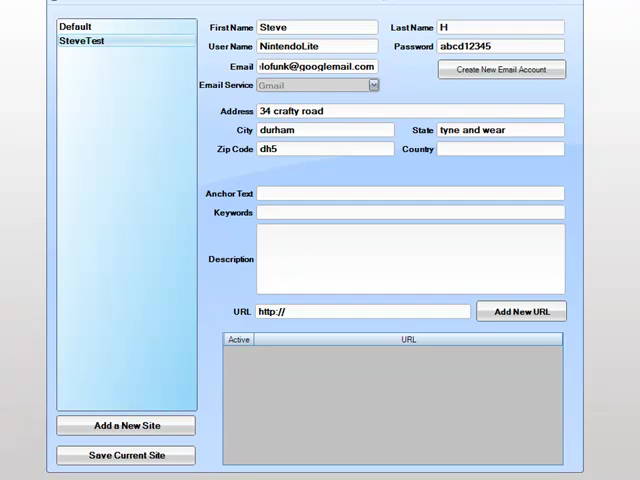 Default
SteveTest
First Name Steve Last Name H
User Name NintendoLite Password abcd12345
Email lofunk@googlemail.com Create New Email Account
Email Service Gmail
Address 34 crafty road
City durham State tyne and wear
Zip Code dh5 Country
Anchor Text
Keywords
Description
URL http:// Add New URL
Active URL
Add a New Site
Save Current Site